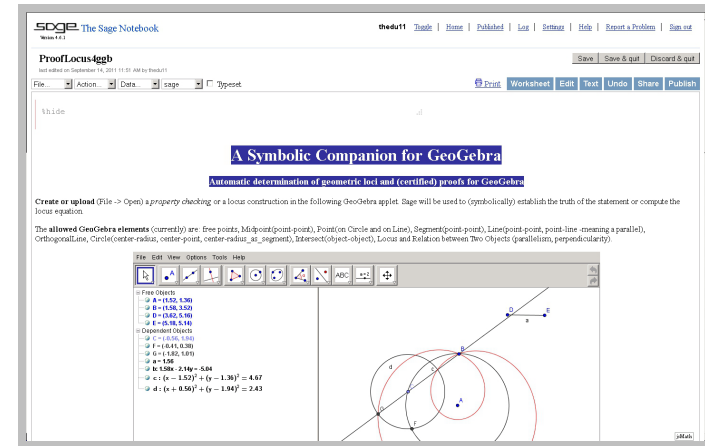 sage The Sage Notebook
Version 4.6.1
thedu11 Toggle | Home | Published | Log | Settings | Help | Report a Problem | Sign out
ProofLocus4ggb
last edited on September 14, 2011 11:51 AM by thedu11
Save Save & quit Discard & quit
File... Action... Data... sage Typeset
Print Worksheet Edit Text Undo Share Publish
%hide
A Symbolic Companion for GeoGebra
Automatic determination of geometric loci and (certified) proofs for GeoGebra
Create or upload (File -> Open) a property checking or a locus construction in the following GeoGebra applet. Sage will be used to (symbolically) establish the truth of the statement or compute the
locus equation.
The allowed GeoGebra elements (currently) are: free points, Midpoint(point-point), Point(on Circle and on Line), Segment(point-point), Line(point-point, point-line -meaning a parallel),
OrthogonalLine, Circle(center-radius, center-point, center-radius_as_segment), Intersect(object-object), Locus and Relation between Two Objects (parallelism, perpendicularity).
File Edit View Options Tools Help
A ABC a=2
Free Objects
A = (1.52, 1.36)
B = (1.58, 3.52)
D = (3.62, 5.16)
E = (5.18, 5.14)
Dependent Objects
C = (-0.56, 1.94)
F = (-0.41, 0.38)
G = (-1.82, 1.01)
a = 1.56
b: 1.58x - 2.14y = -5.04
c : (x − 1.52)² + (y − 1.36)² = 4.67
d : (x + 0.56)² + (y − 1.94)² = 2.43
D E
a
B
d
c
C
A
G
F
jsMath